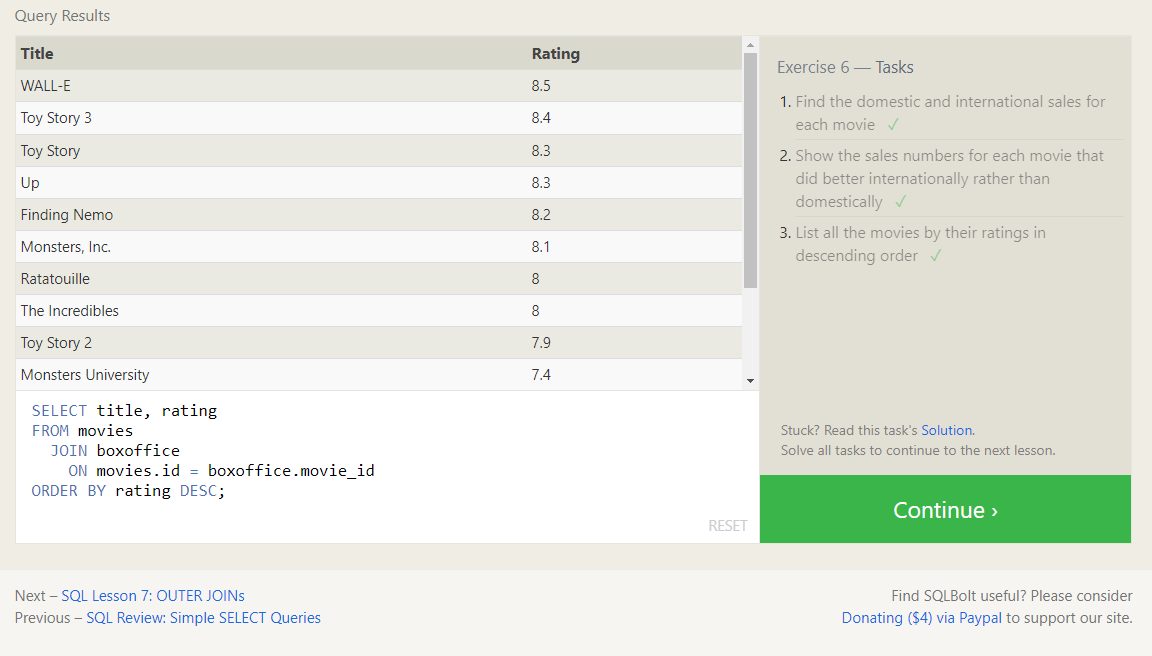 Query Results
Title Rating
WALL-E 8.5
Toy Story 3 8.4
Toy Story 8.3
Up 8.3
Finding Nemo 8.2
Monsters, Inc. 8.1
Ratatouille 8
The Incredibles 8
Toy Story 2 7.9
Monsters University 7.4
SELECT title, rating
FROM movies
JOIN boxoffice
ON movies.id = boxoffice.movie_id
ORDER BY rating DESC;
RESET
Exercise 6 — Tasks
1. Find the domestic and international sales for
each movie ✓
2. Show the sales numbers for each movie that
did better internationally rather than
domestically ✓
3. List all the movies by their ratings in
descending order ✓
Stuck? Read this task's Solution.
Solve all tasks to continue to the next lesson.
Continue ›
Next – SQL Lesson 7: OUTER JOINs
Previous – SQL Review: Simple SELECT Queries
Find SQLBolt useful? Please consider
Donating ($4) via Paypal to support our site.